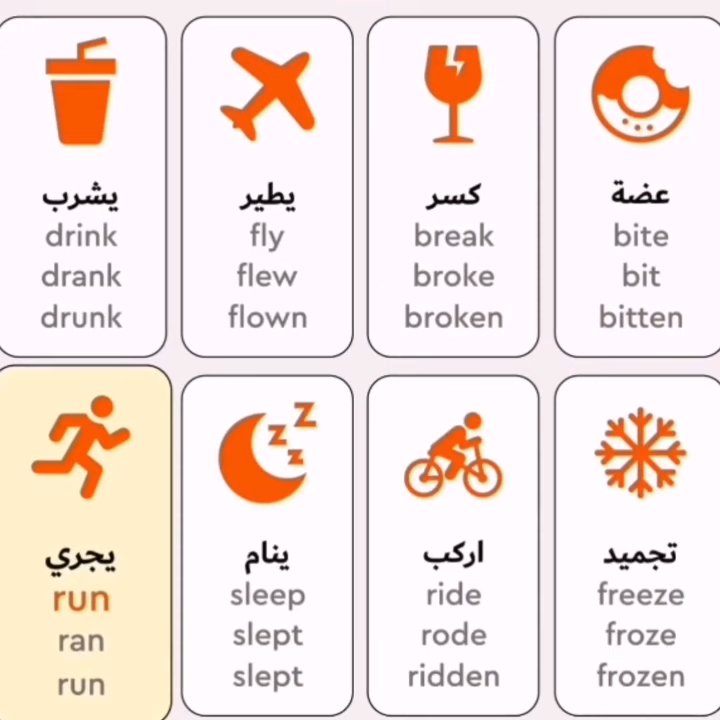 يشرب
drink
drank
drunk
يطير
fly
flew
flown
كسر
break
broke
broken
عضة
bite
bit
bitten
يجري
run
ran
run
ينام
sleep
slept
slept
اركب
ride
rode
ridden
تجميد
freeze
froze
frozen